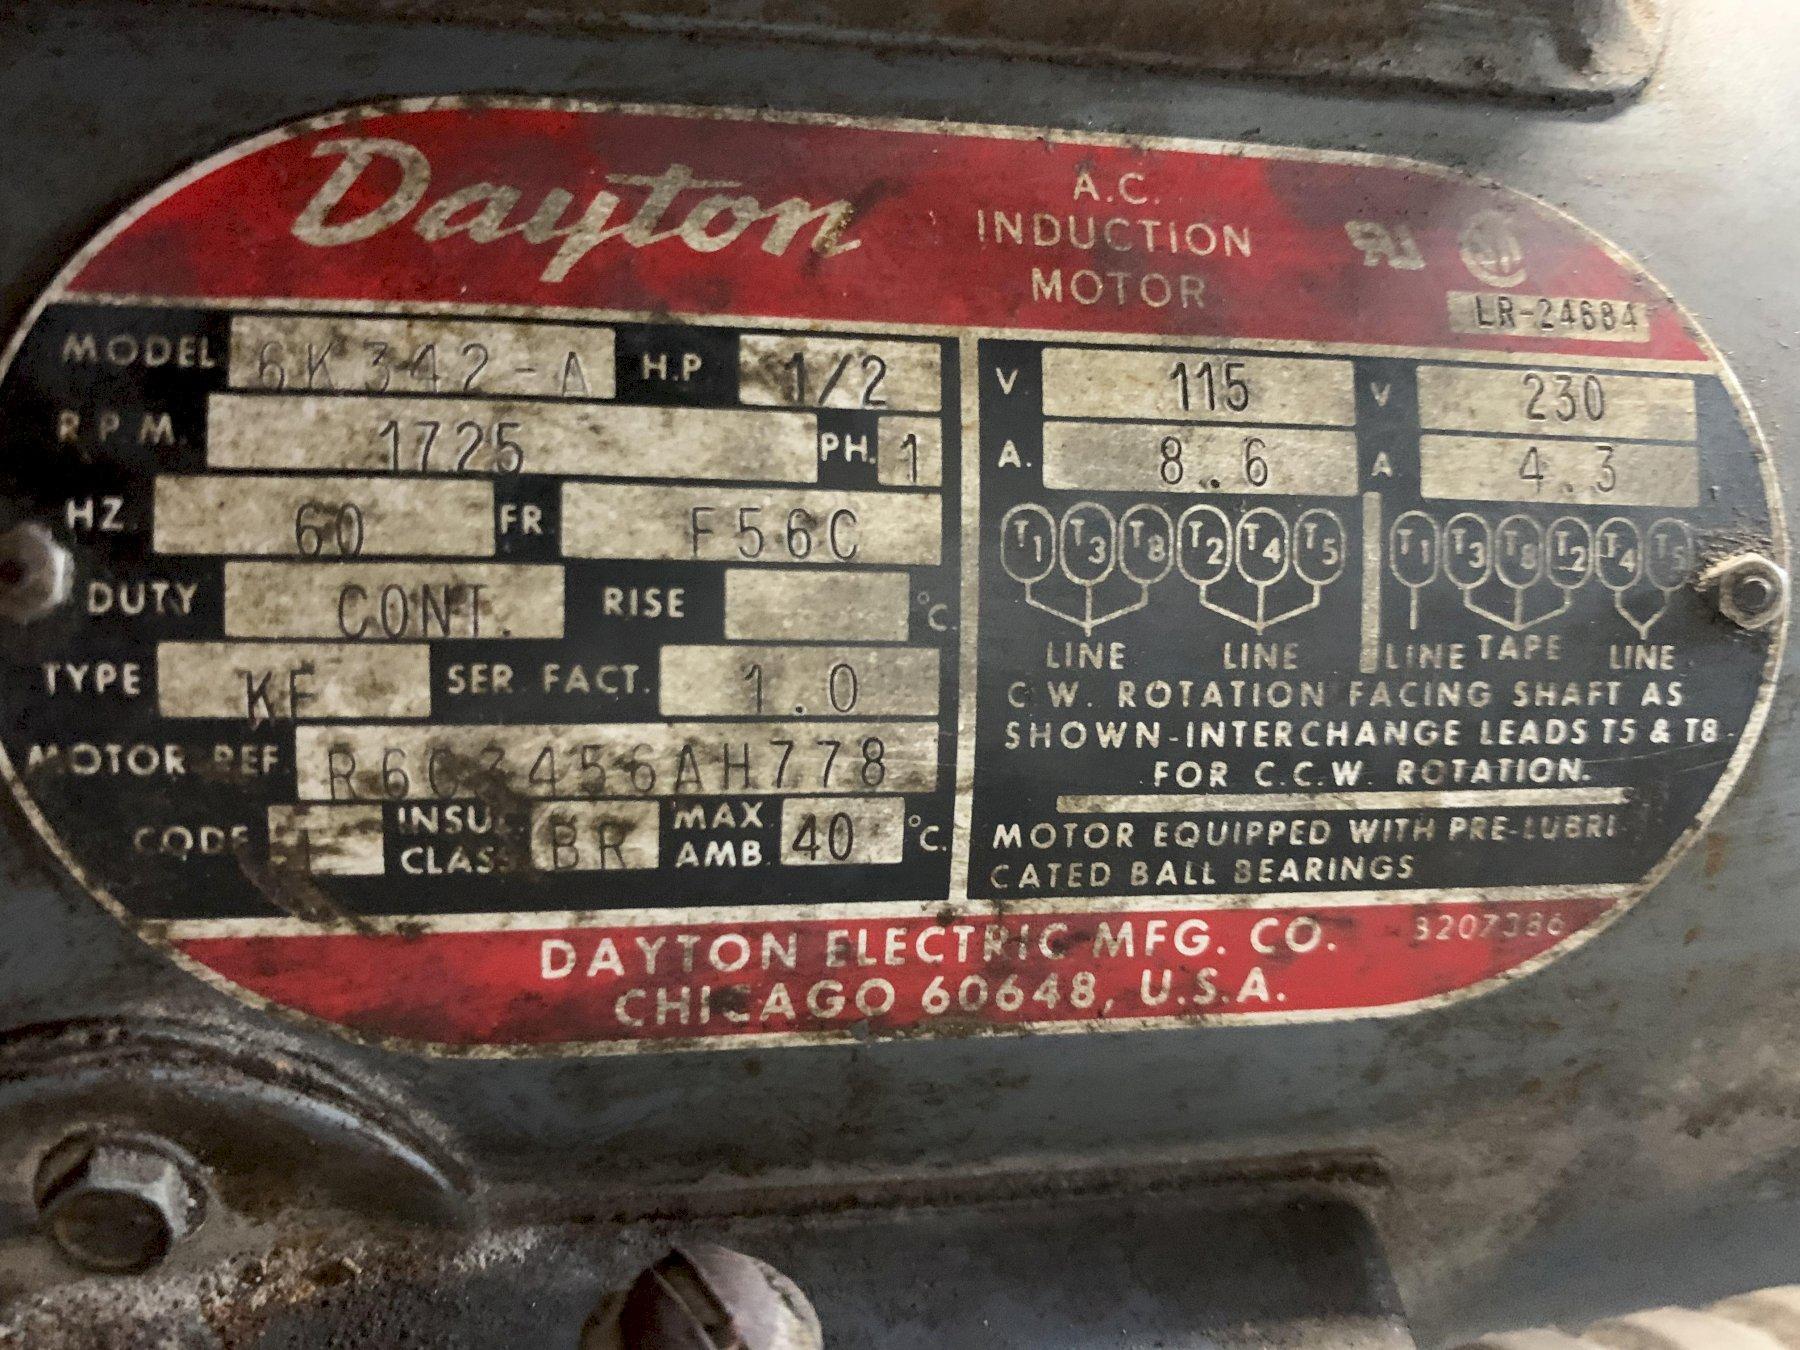 Dayton
A.C.
INDUCTION
MOTOR
LR-24684
MODEL 6K342-A H.P 1/2
R.P.M. 1725 PH. 1
HZ. 60 FR. F56C
DUTY CONT. RISE °C.
TYPE KF SER. FACT. 1.0
MOTOR REF. R6C3456AH778
CODE INSUL. CLASS BR MAX. AMB. 40 °C.
V. 115 V 230
A. 8.6 A 4.3
T1 T3 T8 T2 T4 T5 T1 T3 T8 T2 T4 T5
LINE LINE LINE TAPE LINE
C.W. ROTATION FACING SHAFT AS
SHOWN-INTERCHANGE LEADS T5 & T8
FOR C.C.W. ROTATION.
MOTOR EQUIPPED WITH PRE-LUBRI-
CATED BALL BEARINGS
DAYTON ELECTRIC MFG. CO. 3207386
CHICAGO 60648, U.S.A.